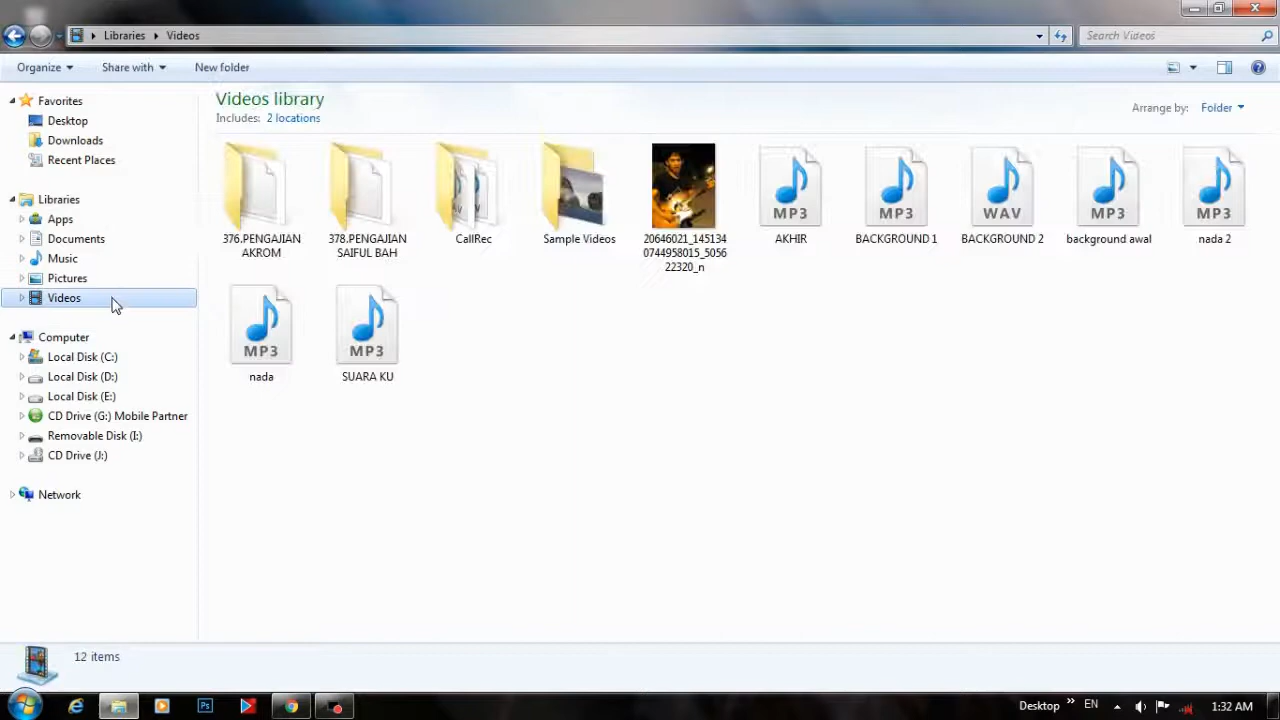 Libraries Videos
Search Videos
Organize Share with New folder
Favorites
Desktop
Downloads
Recent Places
Libraries
Apps
Documents
Music
Pictures
Videos
Computer
Local Disk (C:)
Local Disk (D:)
Local Disk (E:)
CD Drive (G:) Mobile Partner
Removable Disk (I:)
CD Drive (J:)
Network
Videos library
Includes: 2 locations
Arrange by: Folder
376.PENGAJIAN
AKROM
378.PENGAJIAN
SAIFUL BAH
CallRec
Sample Videos
20646021_145134
0744958015_5056
22320_n
MP3
AKHIR
MP3
BACKGROUND 1
WAV
BACKGROUND 2
MP3
background awal
MP3
nada 2
MP3
nada
MP3
SUARA KU
12 items
Ps
Desktop » EN 1:32 AM